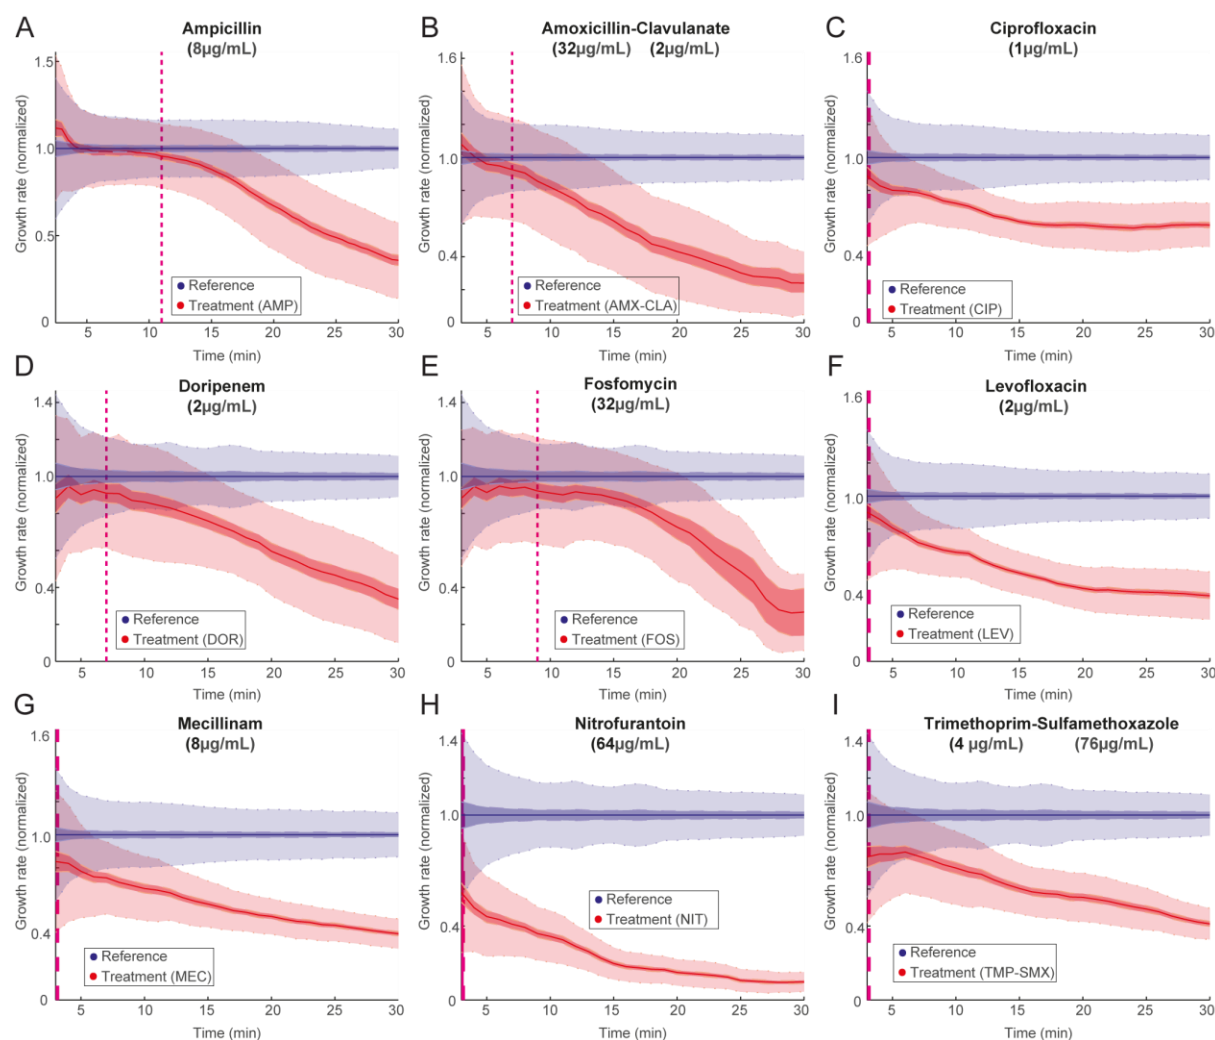 A
Ampicillin
(8µg/mL)
Growth rate (normalized)
1.5
1.0
0.5
0
Reference
Treatment (AMP)
5 10 15 20 25 30
Time (min)
B
Amoxicillin-Clavulanate
(32µg/mL) (2µg/mL)
Growth rate (normalized)
1.6
1.0
0.4
0
Reference
Treatment (AMX-CLA)
5 10 15 20 25 30
Time (min)
C
Ciprofloxacin
(1µg/mL)
Growth rate (normalized)
1.6
1.0
0.4
0
Reference
Treatment (CIP)
5 10 15 20 25 30
Time (min)
D
Doripenem
(2µg/mL)
Growth rate (normalized)
1.4
1.0
0.4
0
Reference
Treatment (DOR)
5 10 15 20 25 30
Time (min)
E
Fosfomycin
(32µg/mL)
Growth rate (normalized)
1.4
1.0
0.4
0
Reference
Treatment (FOS)
5 10 15 20 25 30
Time (min)
F
Levofloxacin
(2µg/mL)
Growth rate (normalized)
1.6
1.0
0.4
0
Reference
Treatment (LEV)
5 10 15 20 25 30
Time (min)
G
Mecillinam
(8µg/mL)
Growth rate (normalized)
1.6
1.0
0.4
0
Reference
Treatment (MEC)
5 10 15 20 25 30
Time (min)
H
Nitrofurantoin
(64µg/mL)
Growth rate (normalized)
1.4
1.0
0.4
0
Reference
Treatment (NIT)
5 10 15 20 25 30
Time (min)
I
Trimethoprim-Sulfamethoxazole
(4 µg/mL) (76µg/mL)
Growth rate (normalized)
1.4
1.0
0.4
0
Reference
Treatment (TMP-SMX)
5 10 15 20 25 30
Time (min)